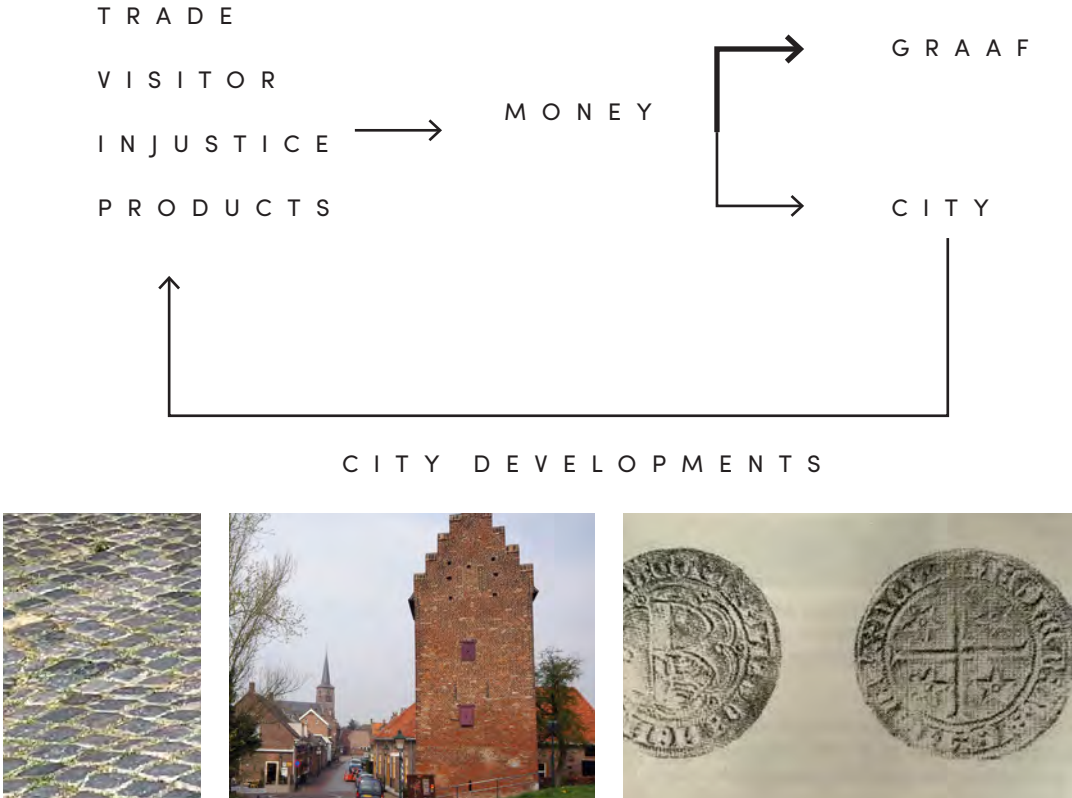 TRADE
VISITOR
INJUSTICE
PRODUCTS
MONEY
GRAAF
CITY
CITY DEVELOPMENTS